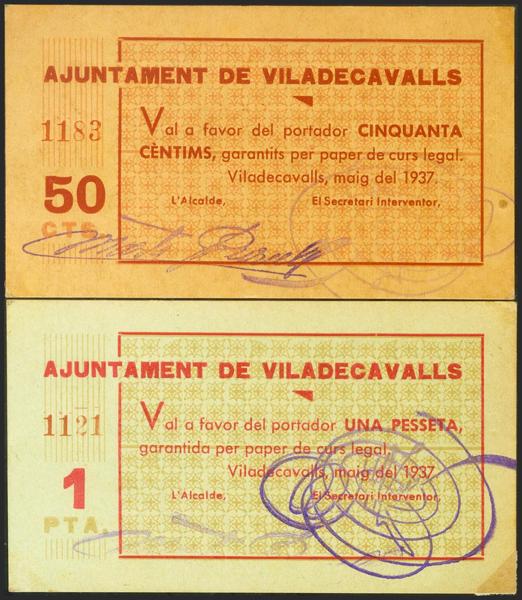 AJUNTAMENT DE VILADECAVALLS
1183
Val a favor del portador CINQUANTA
CÈNTIMS, garantits per paper de curs legal.
Viladecavalls, maig del 1937.
50
CTS.
L'Alcalde,
El Secretari Interventor,
AJUNTAMENT DE VILADECAVALLS
1121
Val a favor del portador UNA PESSETA,
garantida per paper de curs legal.
Viladecavalls, maig del 1937
1
PTA.
L'Alcalde,
El Secretari Interventor,